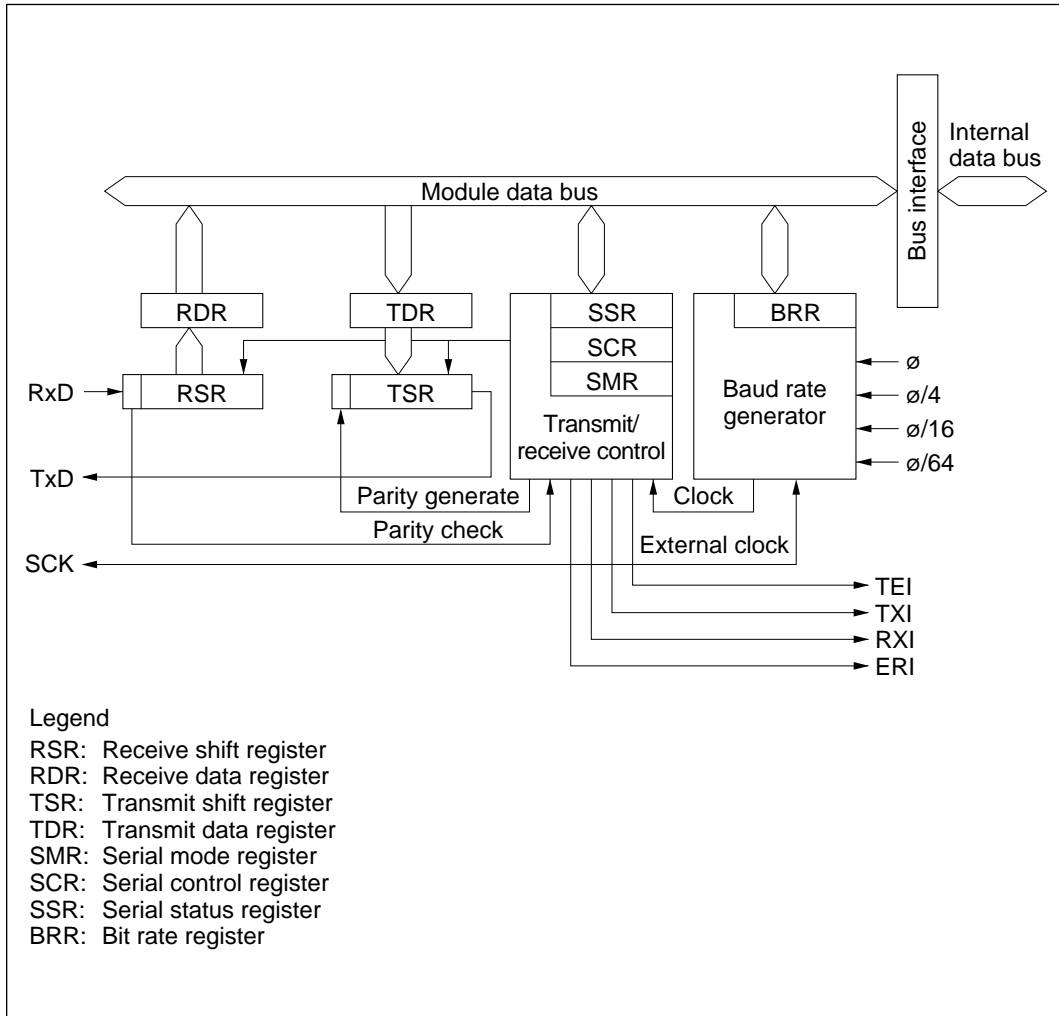 Bus interface
Internal
data bus
Module data bus
RDR
TDR
SSR
BRR
SCR
SMR
RxD
RSR
TSR
Baud rate
generator
ø
ø/4
ø/16
ø/64
Transmit/
receive control
TxD
Parity generate
Clock
Parity check
External clock
SCK
TEI
TXI
RXI
ERI
Legend
RSR: Receive shift register
RDR: Receive data register
TSR: Transmit shift register
TDR: Transmit data register
SMR: Serial mode register
SCR: Serial control register
SSR: Serial status register
BRR: Bit rate register